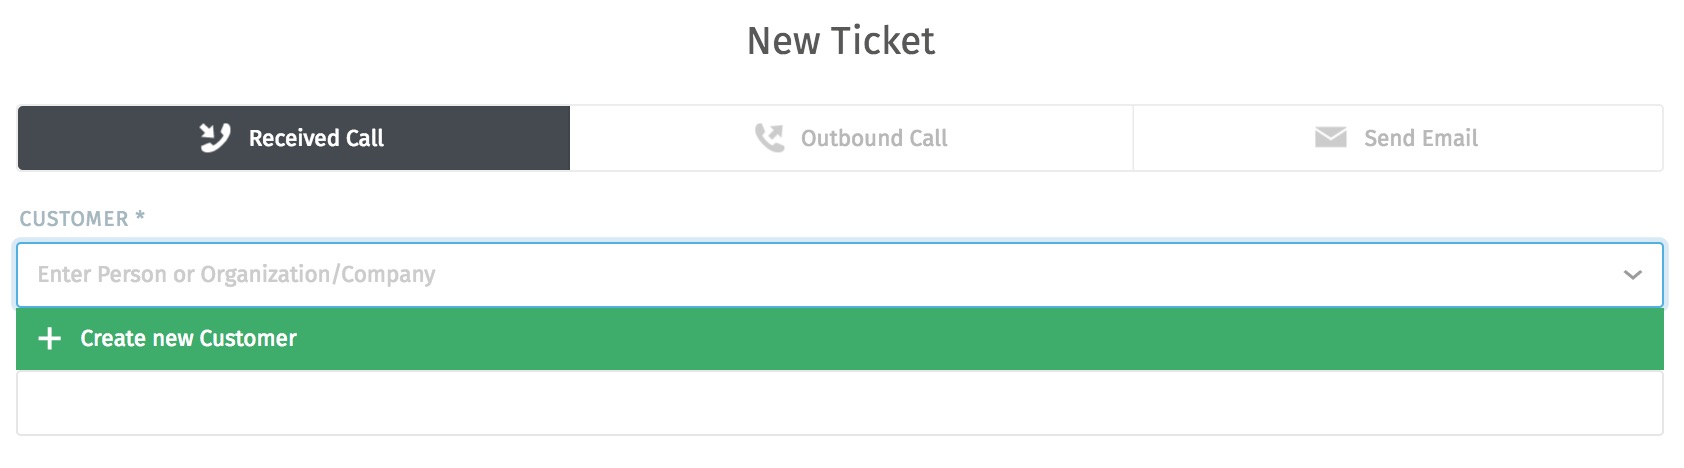 New Ticket
Received Call
Outbound Call
Send Email
CUSTOMER *
Enter Person or Organization/Company
Create new Customer